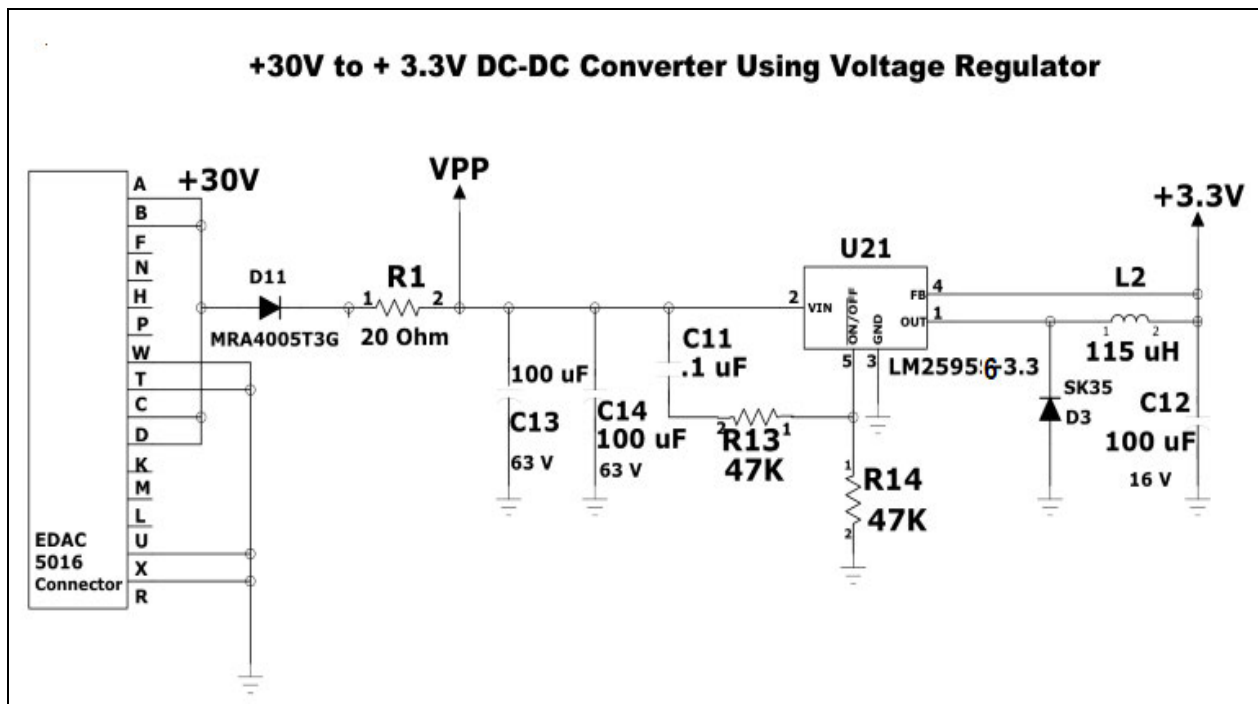 +30V to + 3.3V DC-DC Converter Using Voltage Regulator
A
+30V
B
F
N
H
P
W
T
C
D
K
M
L
U
X
R
EDAC
5016
Connector
D11
MRA4005T3G
R1
1
2
20 Ohm
VPP
100 uF
C13
63 V
C14
100 uF
63 V
C11
.1 uF
2
R13
1
47K
U21
2
VIN
ON/OFF
GND
FB
4
OUT
1
5
3
1
R14
47K
2
+3.3V
L2
1
2
115 uH
SK35
D3
C12
100 uF
16 V